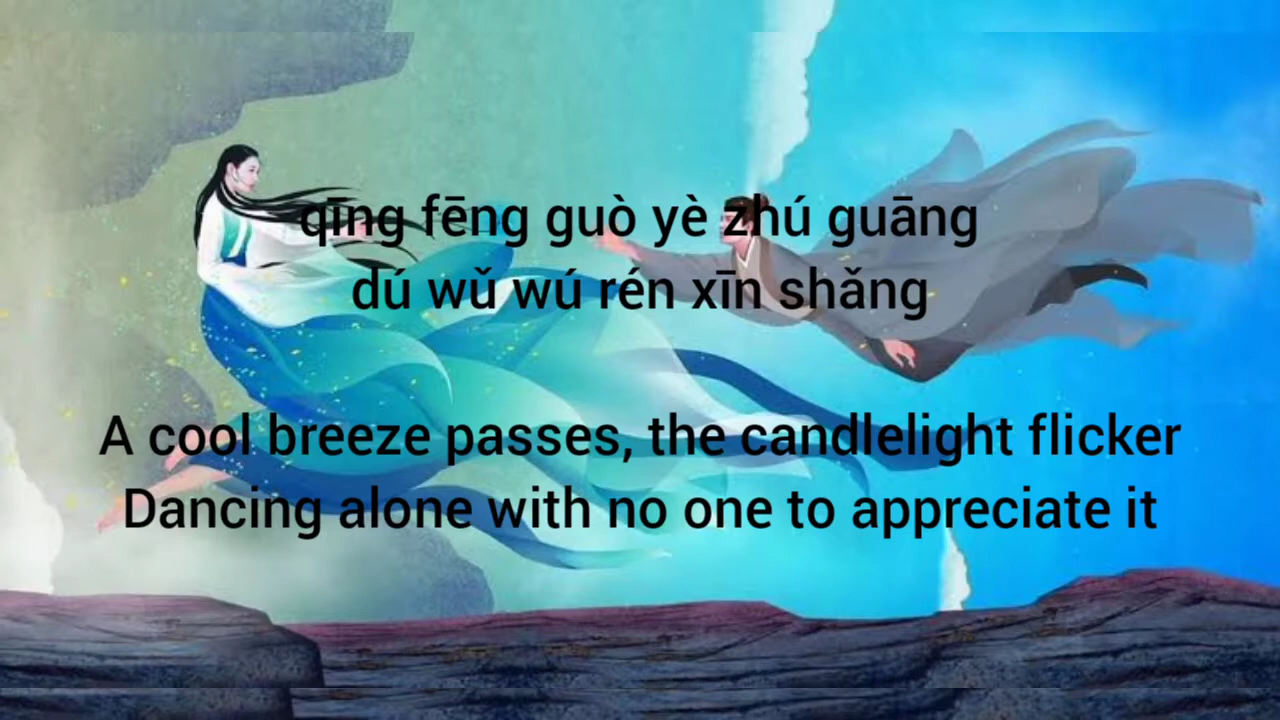 qīng fēng guò yè zhú guāng
dú wǔ wú rén xīn shǎng
A cool breeze passes, the candlelight flicker
Dancing alone with no one to appreciate it